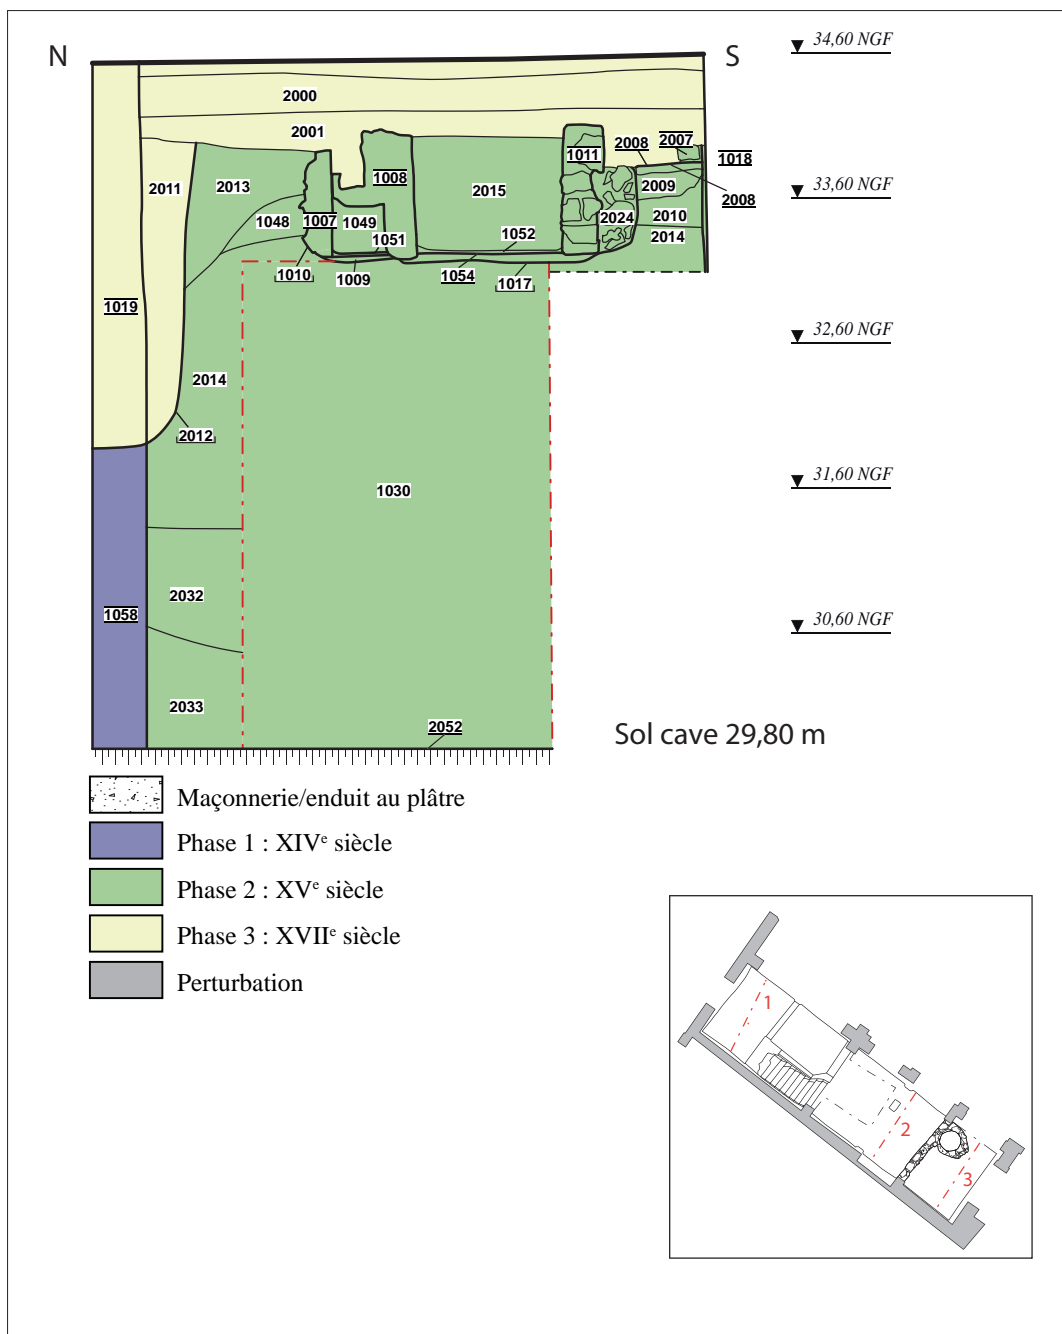 N
S
34,60 NGF
2000
2001
2008
2007
1011
1018
2011
2013
1008
2015
2009
33,60 NGF
2008
1048
1007
1049
2024
2010
1051
1052
2014
1010
1009
1054
1017
1019
32,60 NGF
2014
2012
1030
31,60 NGF
2032
1058
30,60 NGF
2033
2052
Sol cave 29,80 m
Maçonnerie/enduit au plâtre
Phase 1 : XIVe siècle
Phase 2 : XVe siècle
Phase 3 : XVIIe siècle
Perturbation
1
2
3